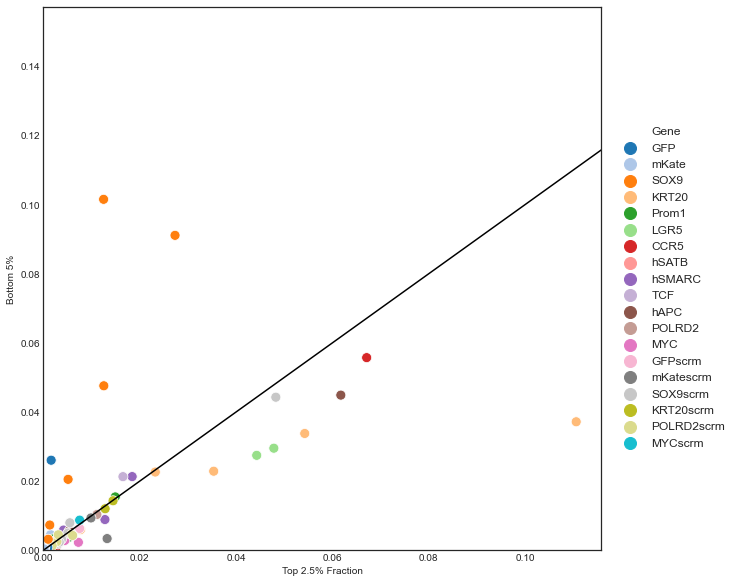 0.14
0.12
0.10
0.08
0.06
0.04
0.02
0.00
Bottom 5%
0.00 0.02 0.04 0.06 0.08 0.10
Top 2.5% Fraction
Gene
GFP
mKate
SOX9
KRT20
Prom1
LGR5
CCR5
hSATB
hSMARC
TCF
hAPC
POLRD2
MYC
GFPscrm
mKatescrm
SOX9scrm
KRT20scrm
POLRD2scrm
MYCscrm